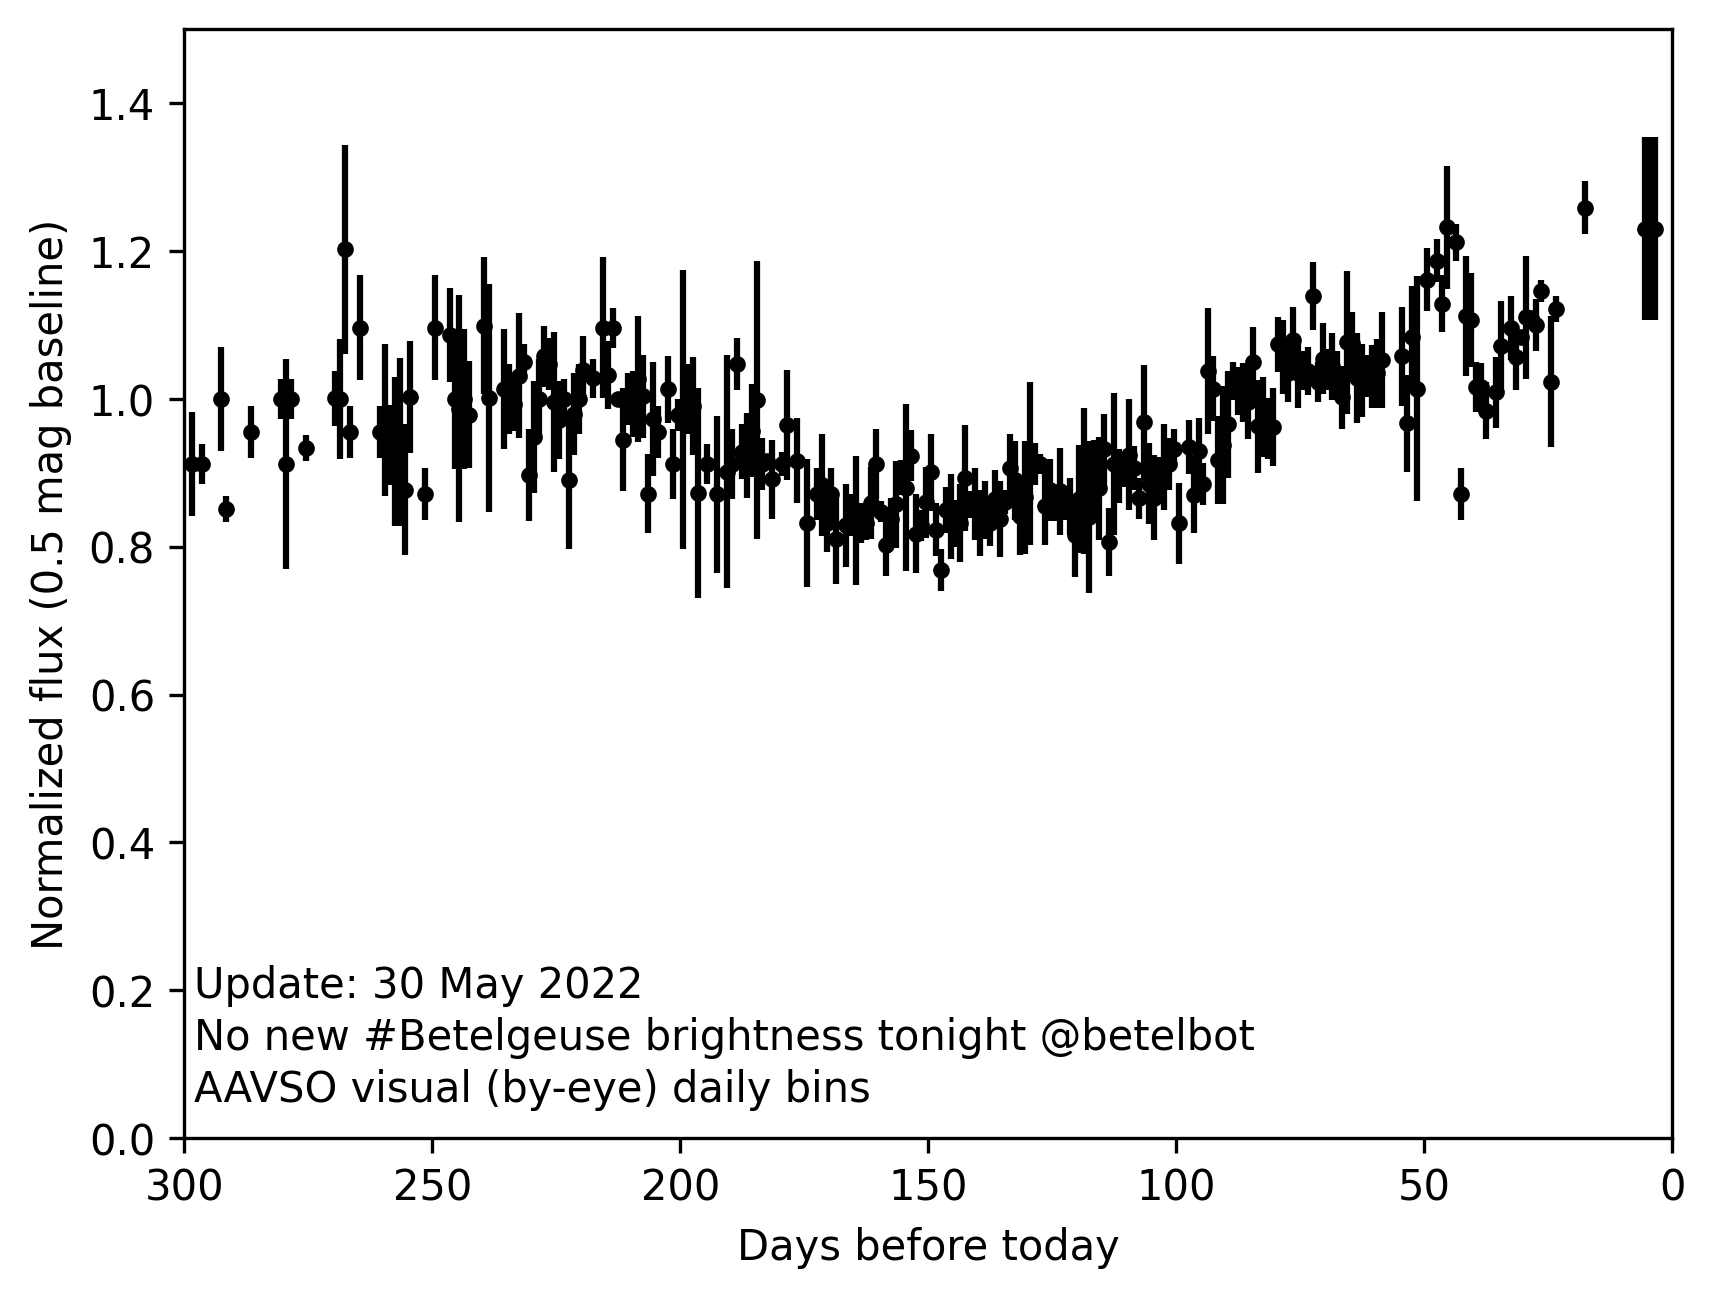 Normalized flux (0.5 mag baseline)
1.4
1.2
1.0
0.8
0.6
0.4
0.2
0.0
Update: 30 May 2022
No new #Betelgeuse brightness tonight @betelbot
AAVSO visual (by-eye) daily bins
300 250 200 150 100 50 0
Days before today